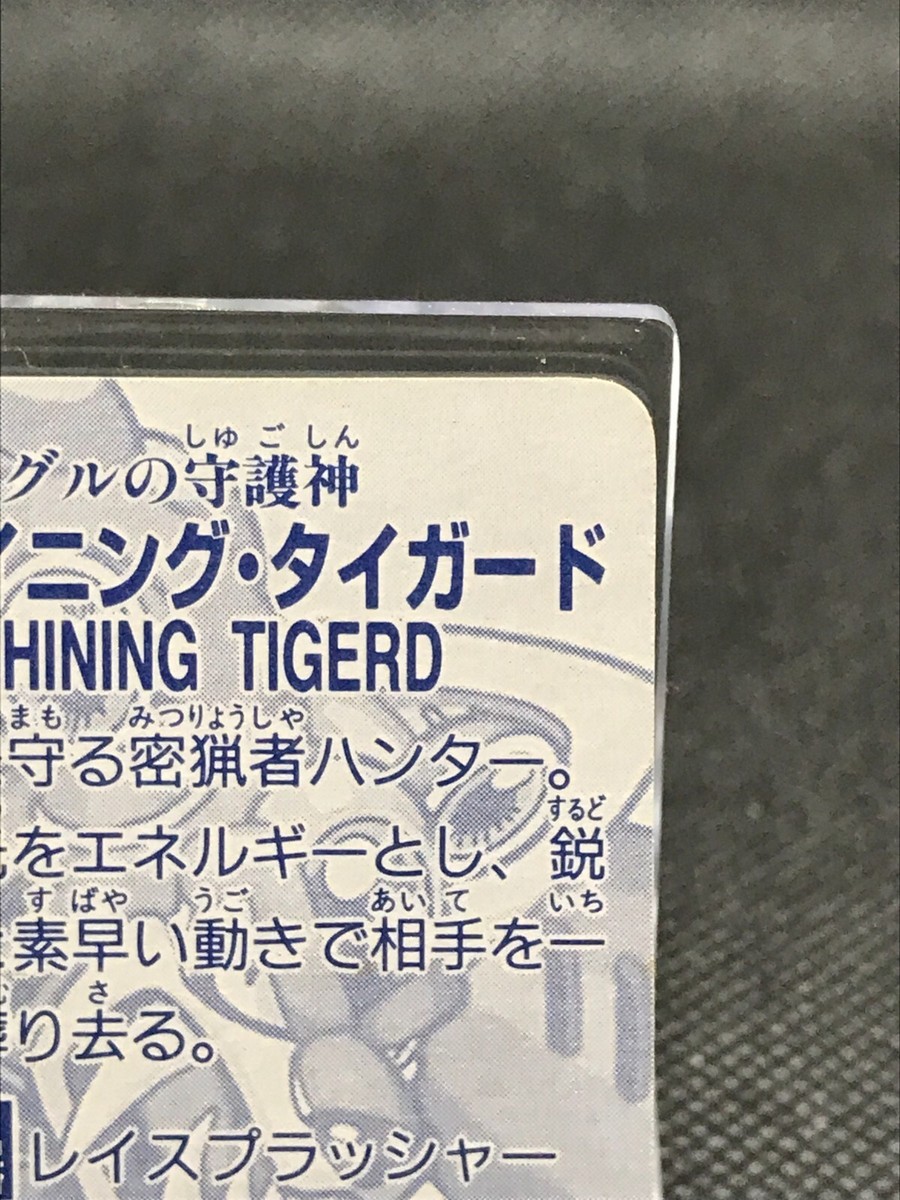 しゅ ご しん
グルの守護神
イニング・タイガード
HINING TIGERD
まも みつりょうしゃ
守る密猟者ハンター。
するど
をエネルギーとし、鋭
す ばや うご あい て いち
素早い動きで相手を一
さ
り去る。
レイスプラッシャー